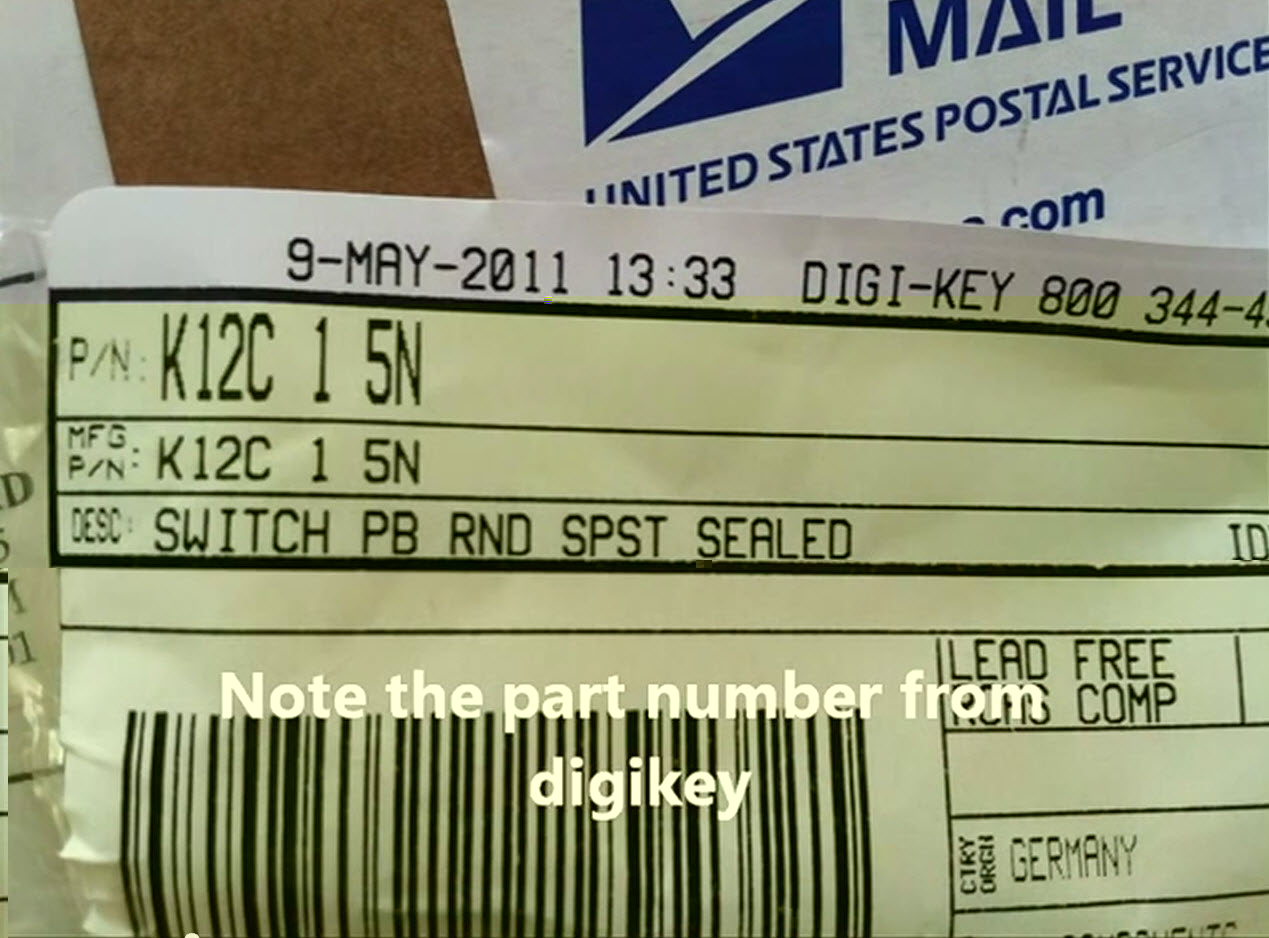 MAIL
UNITED STATES POSTAL SERVICE
.com
9-MAY-2011 13:33 DIGI-KEY 800 344-4
P/N: K12C 1 5N
MFG P/N: K12C 1 5N
DESC: SWITCH PB RND SPST SEALED
LEAD FREE
ROHS COMP
Note the part number from
digikey
CTRY ORGN GERMANY